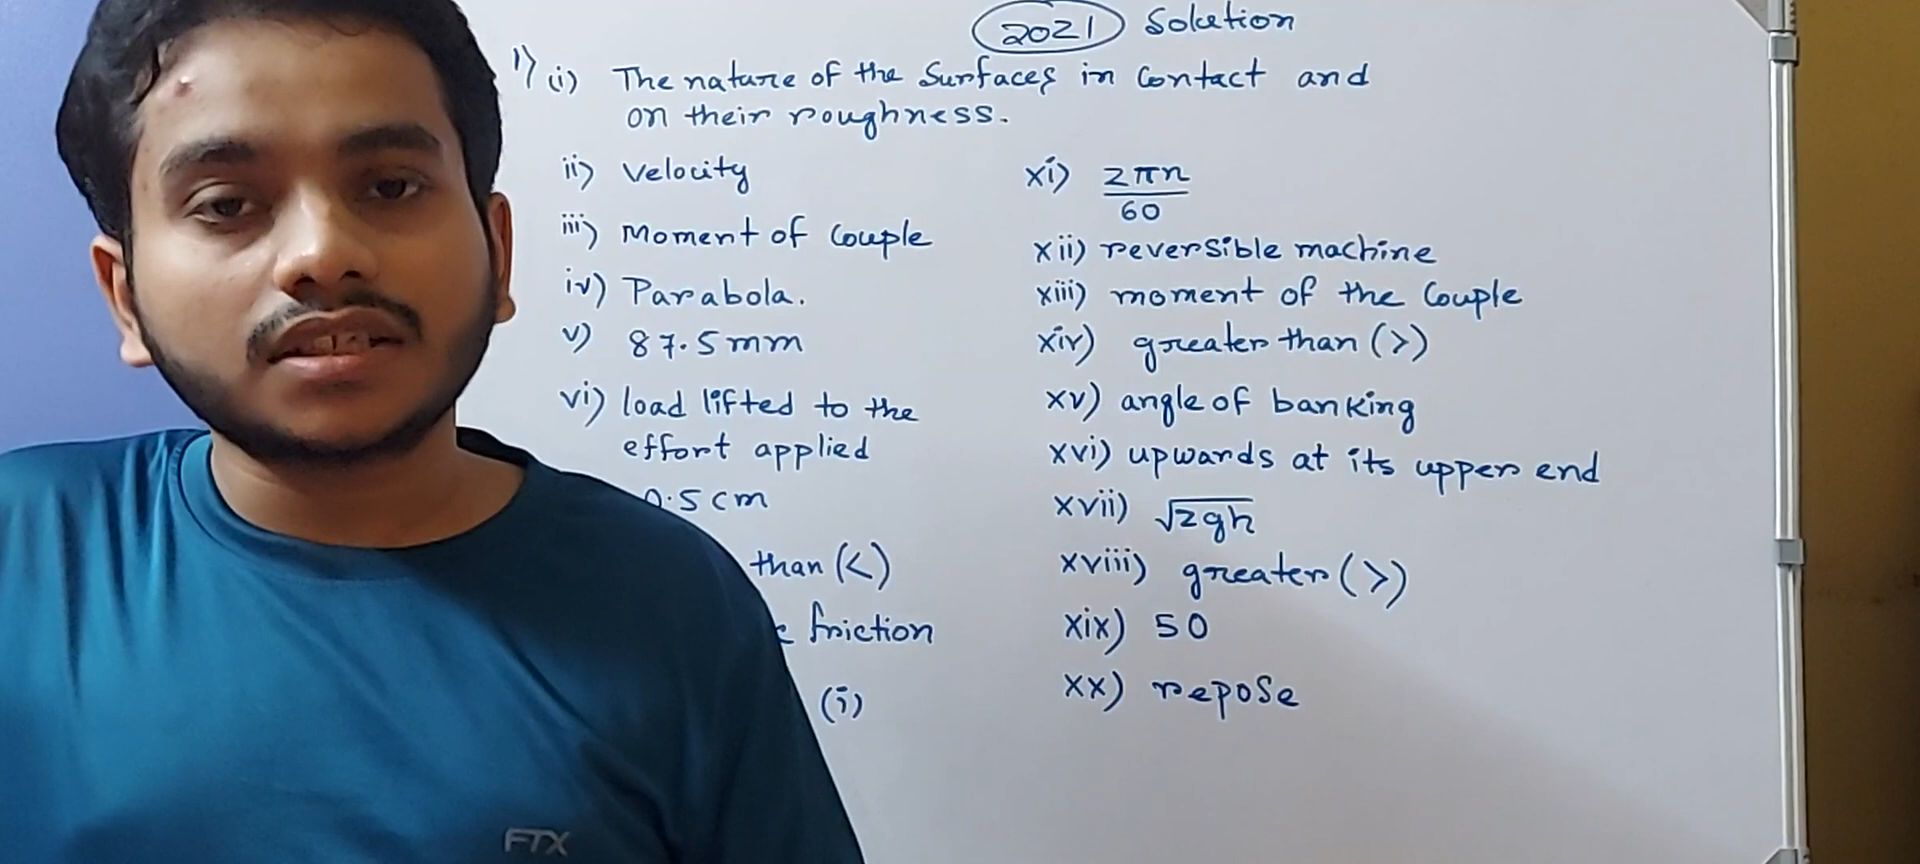 2021 Solution
1) (i) The nature of the Surfaces in Contact and
on their roughness.
ii) Velocity
iii) Moment of Couple
iv) Parabola.
v) 87.5mm
vi) load lifted to the
effort applied
0.5cm
than (<)
friction
(i)
xi) 2πn
60
xii) reversible machine
xiii) moment of the Couple
xiv) greater than (>)
xv) angle of banking
xvi) upwards at its upper end
xvii) √2gh
xviii) greater (>)
xix) 50
xx) repose
FTX